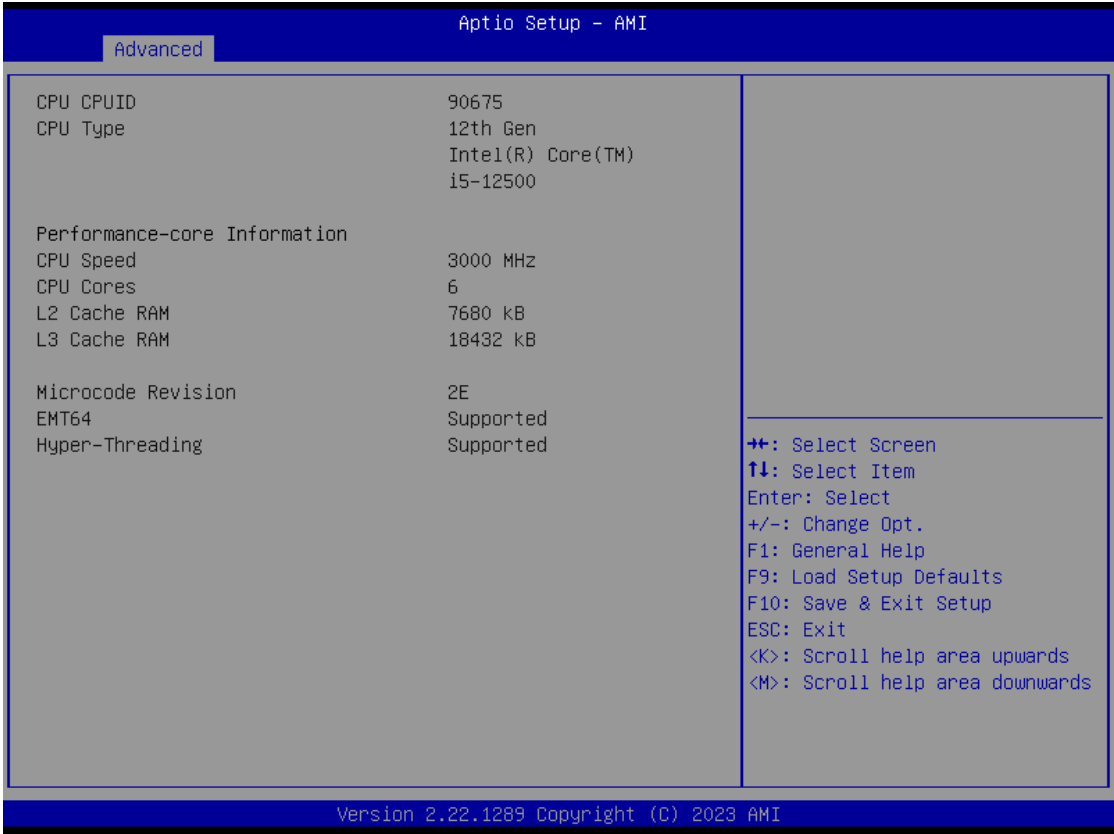 Aptio Setup – AMI
Advanced
CPU CPUID 90675
CPU Type 12th Gen
Intel(R) Core(TM)
i5-12500
Performance-core Information
CPU Speed 3000 MHz
CPU Cores 6
L2 Cache RAM 7680 kB
L3 Cache RAM 18432 kB
Microcode Revision 2E
EMT64 Supported
Hyper-Threading Supported
→←: Select Screen
↑↓: Select Item
Enter: Select
+/-: Change Opt.
F1: General Help
F9: Load Setup Defaults
F10: Save & Exit Setup
ESC: Exit
<K>: Scroll help area upwards
<M>: Scroll help area downwards
Version 2.22.1289 Copyright (C) 2023 AMI